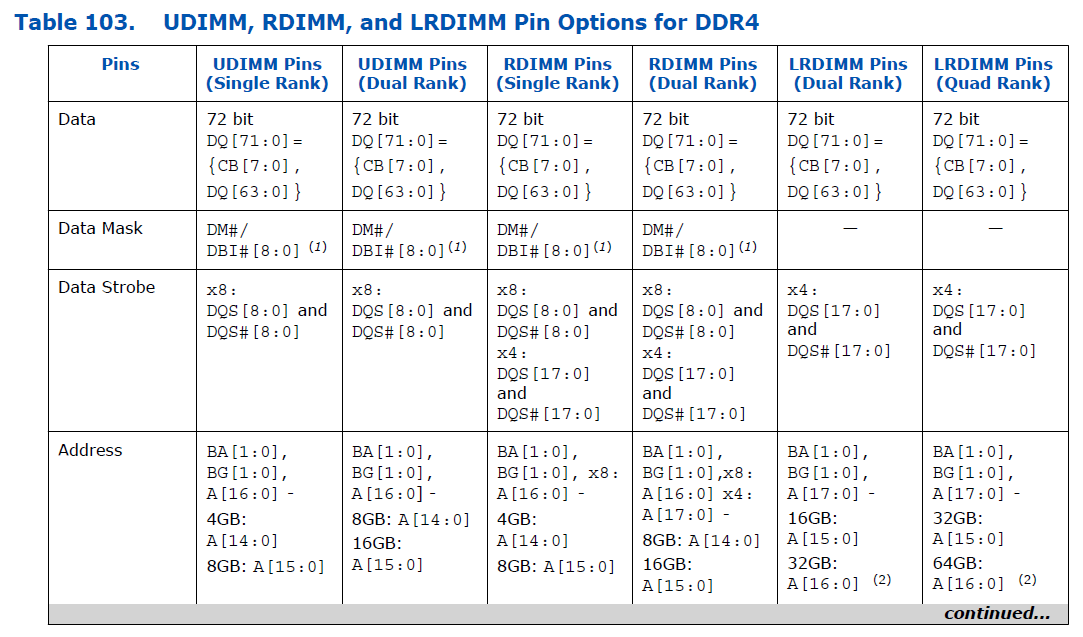 Table 103. UDIMM, RDIMM, and LRDIMM Pin Options for DDR4
Pins
UDIMM Pins
(Single Rank)
UDIMM Pins
(Dual Rank)
RDIMM Pins
(Single Rank)
RDIMM Pins
(Dual Rank)
LRDIMM Pins
(Dual Rank)
LRDIMM Pins
(Quad Rank)
Data
72 bit
DQ[71:0]=
{CB[7:0],
DQ[63:0]}
72 bit
DQ[71:0]=
{CB[7:0],
DQ[63:0]}
72 bit
DQ[71:0]=
{CB[7:0],
DQ[63:0]}
72 bit
DQ[71:0]=
{CB[7:0],
DQ[63:0]}
72 bit
DQ[71:0]=
{CB[7:0],
DQ[63:0]}
72 bit
DQ[71:0]=
{CB[7:0],
DQ[63:0]}
Data Mask
DM#/
DBI#[8:0] (1)
DM#/
DBI#[8:0](1)
DM#/
DBI#[8:0](1)
DM#/
DBI#[8:0](1)
—
—
Data Strobe
x8:
DQS[8:0] and
DQS#[8:0]
x8:
DQS[8:0] and
DQS#[8:0]
x8:
DQS[8:0] and
DQS#[8:0]
x4:
DQS[17:0]
and
DQS#[17:0]
x8:
DQS[8:0] and
DQS#[8:0]
x4:
DQS[17:0]
and
DQS#[17:0]
x4:
DQS[17:0]
and
DQS#[17:0]
x4:
DQS[17:0]
and
DQS#[17:0]
Address
BA[1:0],
BG[1:0],
A[16:0] -
4GB:
A[14:0]
8GB: A[15:0]
BA[1:0],
BG[1:0],
A[16:0] -
8GB: A[14:0]
16GB:
A[15:0]
BA[1:0],
BG[1:0], x8:
A[16:0] -
4GB:
A[14:0]
8GB: A[15:0]
BA[1:0],
BG[1:0],x8:
A[16:0] x4:
A[17:0] -
8GB: A[14:0]
16GB:
A[15:0]
BA[1:0],
BG[1:0],
A[17:0] -
16GB:
A[15:0]
32GB:
A[16:0] (2)
BA[1:0],
BG[1:0],
A[17:0] -
32GB:
A[15:0]
64GB:
A[16:0] (2)
continued...